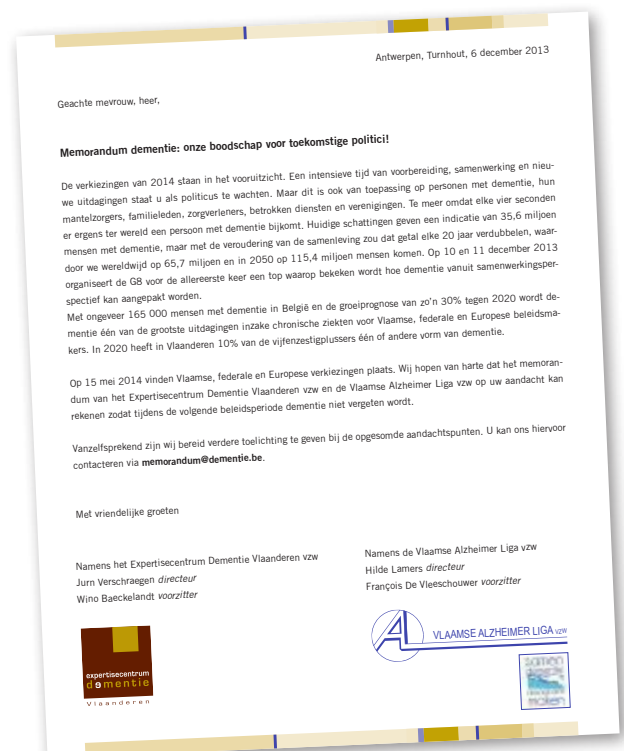 Antwerpen, Turnhout, 6 december 2013
Geachte mevrouw, heer,
Memorandum dementie: onze boodschap voor toekomstige politici!
De verkiezingen van 2014 staan in het vooruitzicht. Een intensieve tijd van voorbereiding, samenwerking en nieu-
we uitdagingen staat u als politicus te wachten. Maar dit is ook van toepassing op personen met dementie, hun
mantelzorgers, familieleden, zorgverleners, betrokken diensten en verenigingen. Te meer omdat elke vier seconden
er ergens ter wereld een persoon met dementie bijkomt. Huidige schattingen geven een indicatie van 35,6 miljoen
mensen met dementie, maar met de veroudering van de samenleving zou dat getal elke 20 jaar verdubbelen, waar-
door we wereldwijd op 65,7 miljoen en in 2050 op 115,4 miljoen mensen komen. Op 10 en 11 december 2013
organiseert de G8 voor de allereerste keer een top waarop bekeken wordt hoe dementie vanuit samenwerkingsper-
spectief kan aangepakt worden.
Met ongeveer 165 000 mensen met dementie in België en de groeiprognose van zo'n 30% tegen 2020 wordt de-
mentie één van de grootste uitdagingen inzake chronische ziekten voor Vlaamse, federale en Europese beleidsma-
kers. In 2020 heeft in Vlaanderen 10% van de vijfenzestigplussers één of andere vorm van dementie.
Op 15 mei 2014 vinden Vlaamse, federale en Europese verkiezingen plaats. Wij hopen van harte dat het memoran-
dum van het Expertisecentrum Dementie Vlaanderen vzw en de Vlaamse Alzheimer Liga vzw op uw aandacht kan
rekenen zodat tijdens de volgende beleidsperiode dementie niet vergeten wordt.
Vanzelfsprekend zijn wij bereid verdere toelichting te geven bij de opgesomde aandachtspunten. U kan ons hiervoor
contacteren via memorandum@dementie.be.
Met vriendelijke groeten
Namens het Expertisecentrum Dementie Vlaanderen vzw
Jurn Verschraegen directeur
Wino Baeckelandt voorzitter
Namens de Vlaamse Alzheimer Liga vzw
Hilde Lamers directeur
François De Vleeschouwer voorzitter
expertisecentrum
dementie
Vlaanderen
VLAAMSE ALZHEIMER LIGA vzw
samen
maken